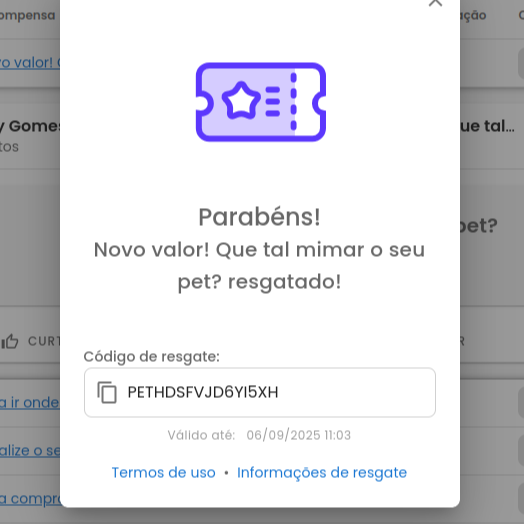 ompensa
ação
vo valor!
y Gomes
ue tal...
tos
pet?
Parabéns!
Novo valor! Que tal mimar o seu
pet? resgatado!
CURT
R
Código de resgate:
PETHDSFVJD6YI5XH
a ir onde
Válido até: 06/09/2025 11:03
alize o se
Termos de uso • Informações de resgate
a compra